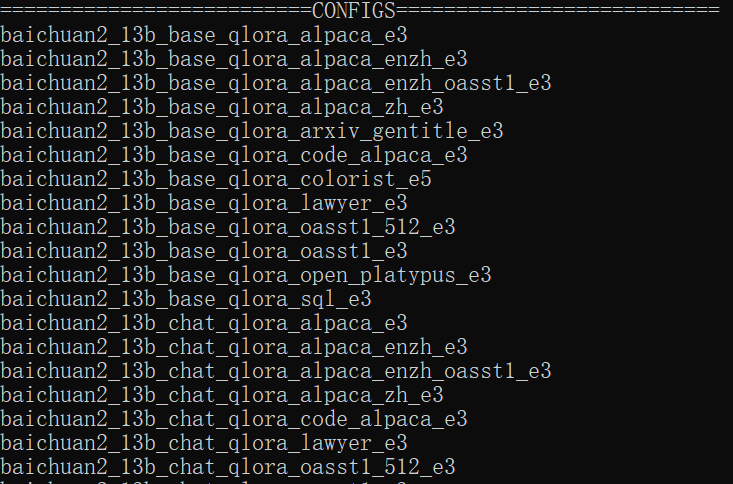 ==========================CONFIGS===========================
baichuan2_13b_base_qlora_alpaca_e3
baichuan2_13b_base_qlora_alpaca_enzh_e3
baichuan2_13b_base_qlora_alpaca_enzh_oasst1_e3
baichuan2_13b_base_qlora_alpaca_zh_e3
baichuan2_13b_base_qlora_arxiv_gentitle_e3
baichuan2_13b_base_qlora_code_alpaca_e3
baichuan2_13b_base_qlora_colorist_e5
baichuan2_13b_base_qlora_lawyer_e3
baichuan2_13b_base_qlora_oasst1_512_e3
baichuan2_13b_base_qlora_oasst1_e3
baichuan2_13b_base_qlora_open_platypus_e3
baichuan2_13b_base_qlora_sql_e3
baichuan2_13b_chat_qlora_alpaca_e3
baichuan2_13b_chat_qlora_alpaca_enzh_e3
baichuan2_13b_chat_qlora_alpaca_enzh_oasst1_e3
baichuan2_13b_chat_qlora_alpaca_zh_e3
baichuan2_13b_chat_qlora_code_alpaca_e3
baichuan2_13b_chat_qlora_lawyer_e3
baichuan2_13b_chat_qlora_oasst1_512_e3